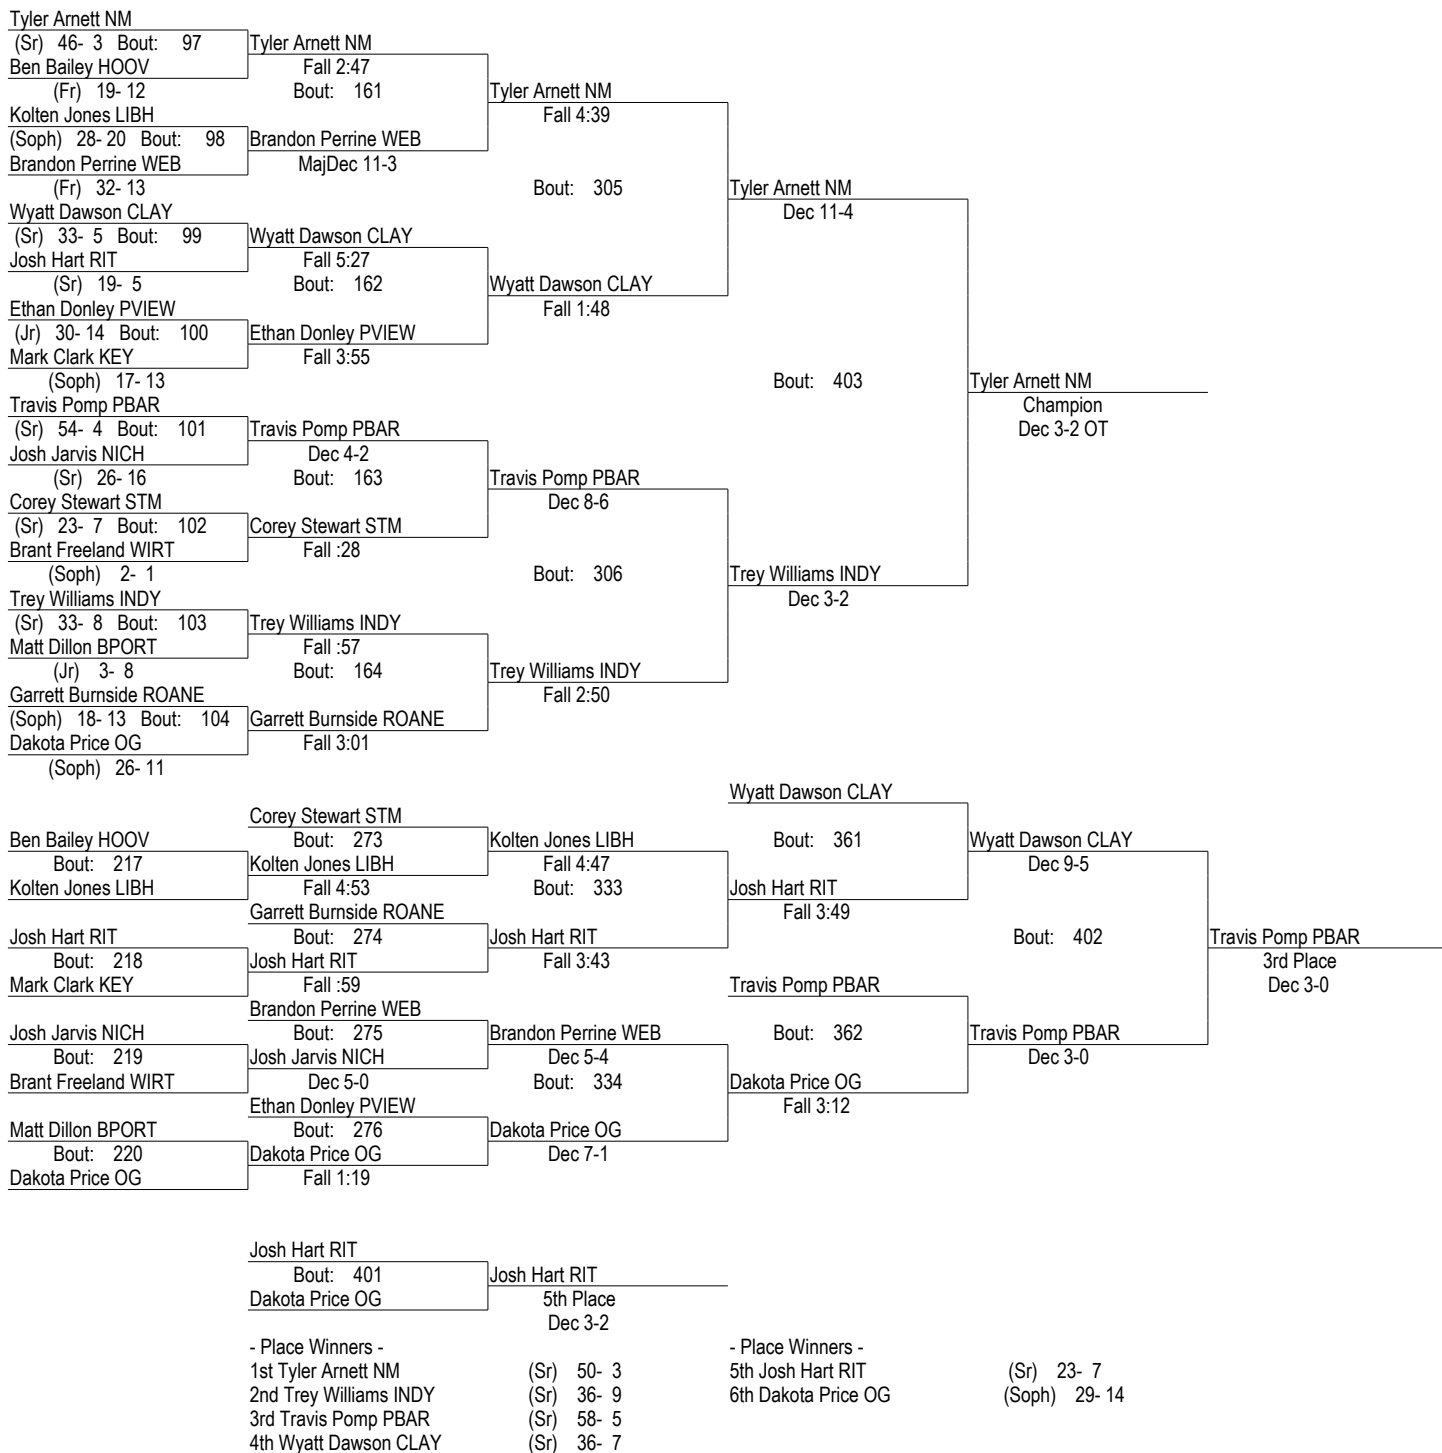 Tyler Arnett NM
(Sr) 46- 3 Bout: 97 Tyler Arnett NM
Ben Bailey HOOV Fall 2:47
(Fr) 19- 12 Bout: 161 Tyler Arnett NM
Kolten Jones LIBH Fall 4:39
(Soph) 28- 20 Bout: 98 Brandon Perrine WEB
Brandon Perrine WEB MajDec 11-3
(Fr) 32- 13 Bout: 305 Tyler Arnett NM
Wyatt Dawson CLAY Dec 11-4
(Sr) 33- 5 Bout: 99 Wyatt Dawson CLAY
Josh Hart RIT Fall 5:27
(Sr) 19- 5 Bout: 162 Wyatt Dawson CLAY
Ethan Donley PVIEW Fall 1:48
(Jr) 30- 14 Bout: 100 Ethan Donley PVIEW
Mark Clark KEY Fall 3:55
(Soph) 17- 13 Bout: 403 Tyler Arnett NM
Travis Pomp PBAR Champion
(Sr) 54- 4 Bout: 101 Travis Pomp PBAR Dec 3-2 OT
Josh Jarvis NICH Dec 4-2
(Sr) 26- 16 Bout: 163 Travis Pomp PBAR
Corey Stewart STM Dec 8-6
(Sr) 23- 7 Bout: 102 Corey Stewart STM
Brant Freeland WIRT Fall :28
(Soph) 2- 1 Bout: 306 Trey Williams INDY
Trey Williams INDY Dec 3-2
(Sr) 33- 8 Bout: 103 Trey Williams INDY
Matt Dillon BPORT Fall :57
(Jr) 3- 8 Bout: 164 Trey Williams INDY
Garrett Burnside ROANE Fall 2:50
(Soph) 18- 13 Bout: 104 Garrett Burnside ROANE
Dakota Price OG Fall 3:01
(Soph) 26- 11
Wyatt Dawson CLAY
Corey Stewart STM
Ben Bailey HOOV Bout: 273 Kolten Jones LIBH Bout: 361 Wyatt Dawson CLAY
Bout: 217 Kolten Jones LIBH Fall 4:47 Dec 9-5
Kolten Jones LIBH Fall 4:53 Bout: 333 Josh Hart RIT
Garrett Burnside ROANE Fall 3:49
Josh Hart RIT Bout: 274 Josh Hart RIT Bout: 402 Travis Pomp PBAR
Bout: 218 Josh Hart RIT Fall 3:43 3rd Place
Mark Clark KEY Fall :59 Travis Pomp PBAR Dec 3-0
Brandon Perrine WEB
Josh Jarvis NICH Bout: 275 Brandon Perrine WEB Bout: 362 Travis Pomp PBAR
Bout: 219 Josh Jarvis NICH Dec 5-4 Dec 3-0
Brant Freeland WIRT Dec 5-0 Bout: 334 Dakota Price OG
Ethan Donley PVIEW Fall 3:12
Matt Dillon BPORT Bout: 276 Dakota Price OG
Bout: 220 Dakota Price OG Dec 7-1
Dakota Price OG Fall 1:19
Josh Hart RIT
Bout: 401 Josh Hart RIT
Dakota Price OG 5th Place
Dec 3-2
- Place Winners - - Place Winners -
1st Tyler Arnett NM (Sr) 50- 3 5th Josh Hart RIT (Sr) 23- 7
2nd Trey Williams INDY (Sr) 36- 9 6th Dakota Price OG (Soph) 29- 14
3rd Travis Pomp PBAR (Sr) 58- 5
4th Wyatt Dawson CLAY (Sr) 36- 7